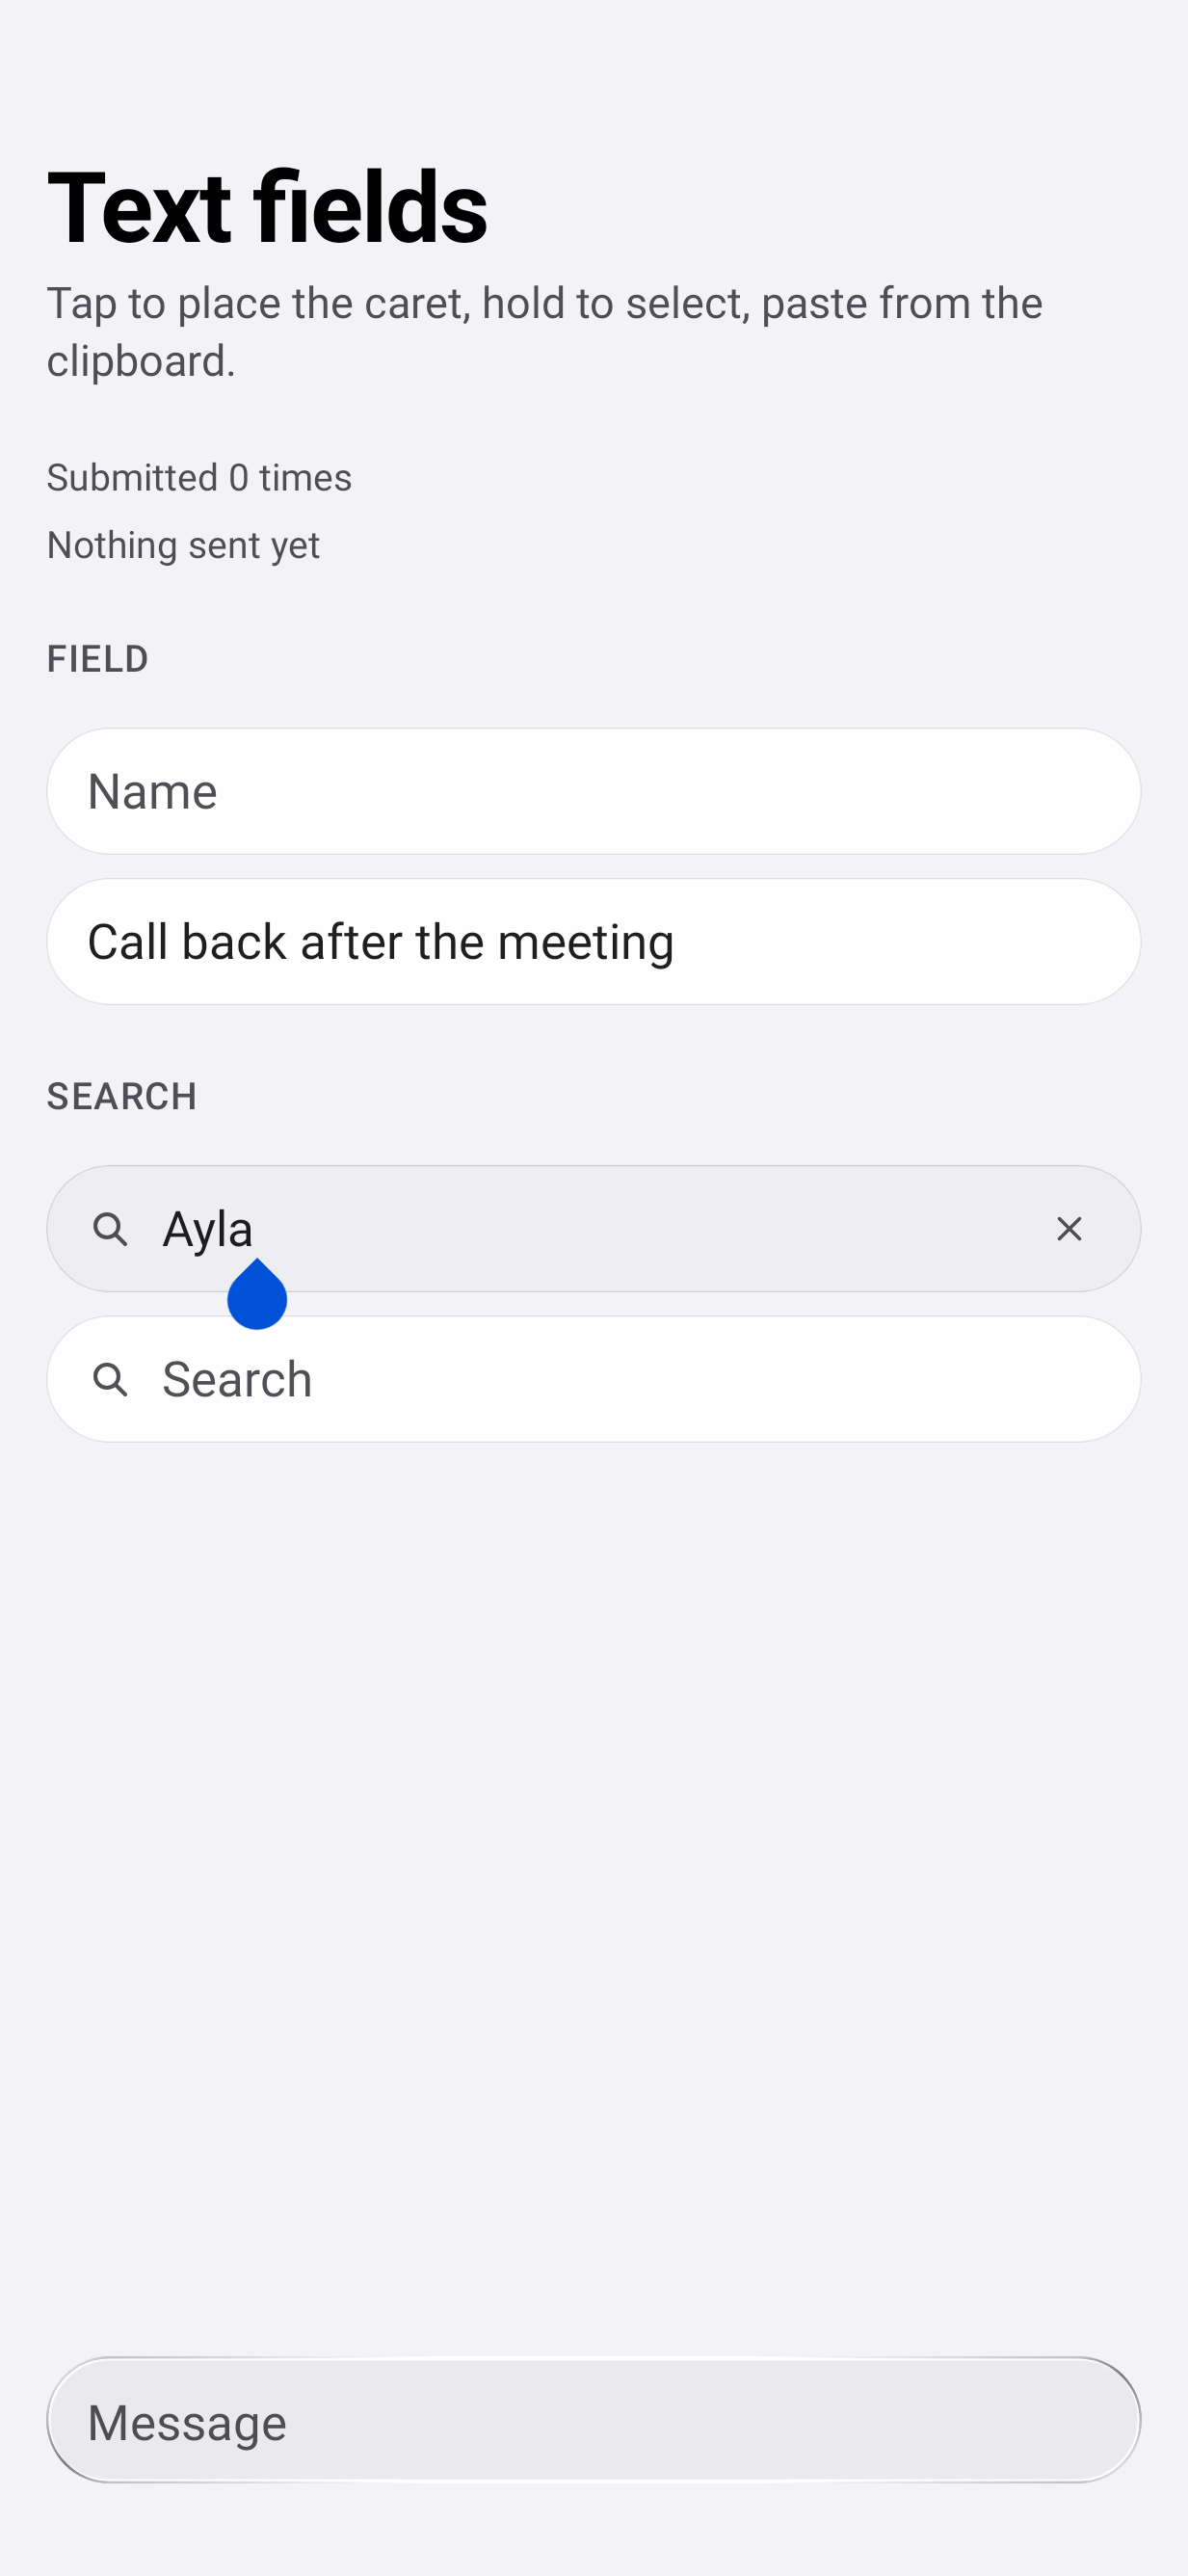 Text fields
Tap to place the caret, hold to select, paste from the
clipboard.
Submitted 0 times
Nothing sent yet
FIELD
Name
Call back after the meeting
SEARCH
Ayla
Search
Message